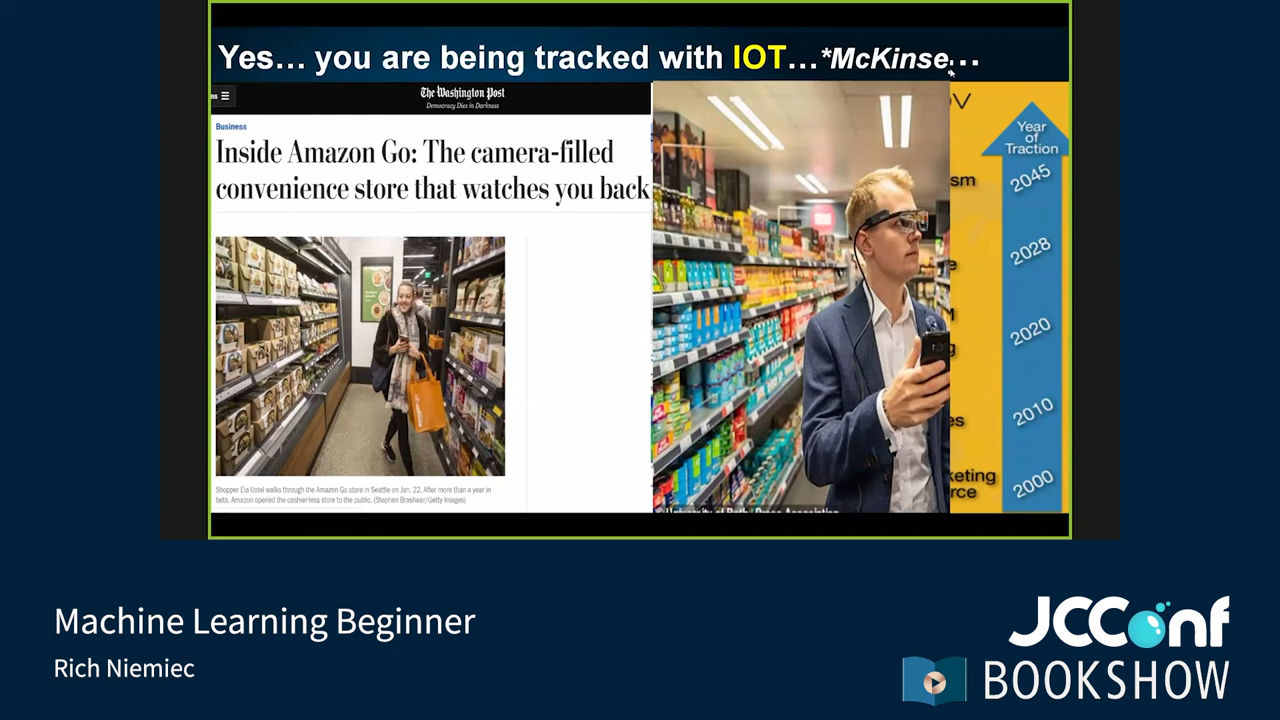 Yes... you are being tracked with IOT...*McKinse...
ns
The Washington Post
Democracy Dies in Darkness
Business
Inside Amazon Go: The camera-filled
convenience store that watches you back
Shopper Ela Ustel walks through the Amazon Go store in Seattle on Jan. 22. After more than a year in
beta, Amazon opened the cashier-less store to the public. (Stephen Brashear/Getty Images)
Year
of
Traction
sm
2045
2028
e
2020
g
2010
es
keting
rce
2000
Machine Learning Beginner
Rich Niemiec
JCConf
BOOKSHOW